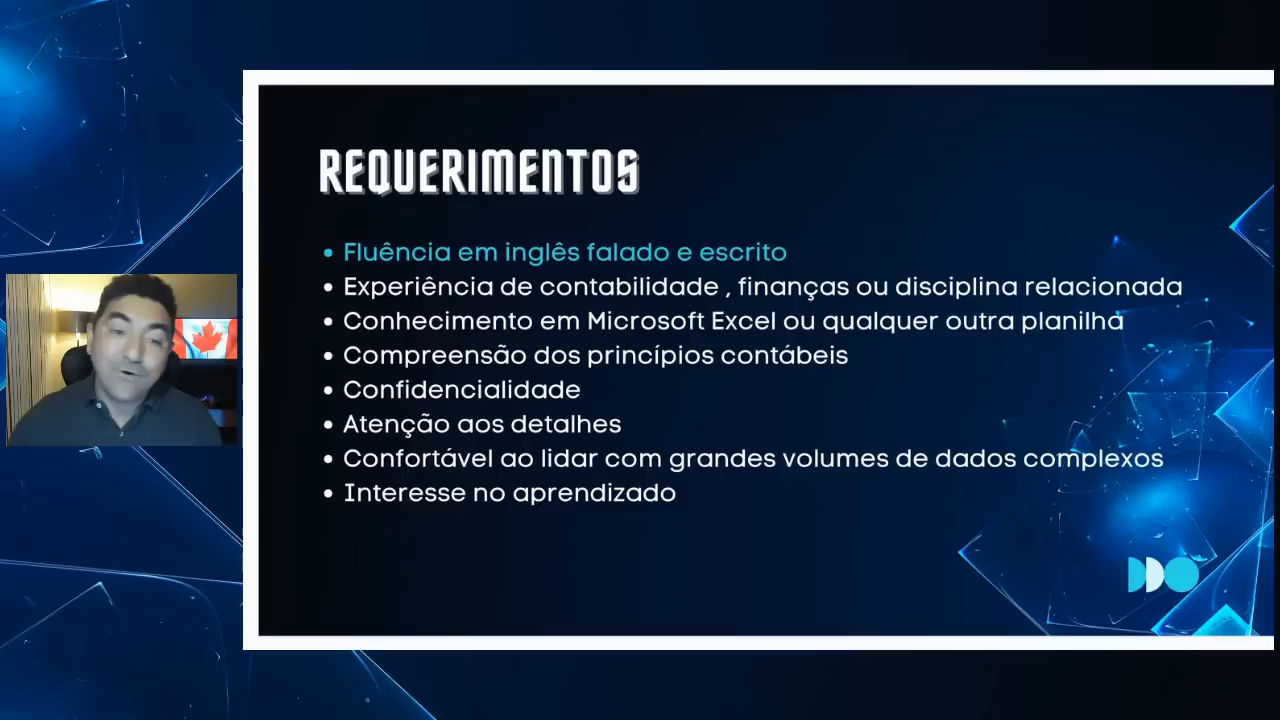 REQUERIMENTOS
• Fluência em inglês falado e escrito
• Experiência de contabilidade , finanças ou disciplina relacionada
• Conhecimento em Microsoft Excel ou qualquer outra planilha
• Compreensão dos princípios contábeis
• Confidencialidade
• Atenção aos detalhes
• Confortável ao lidar com grandes volumes de dados complexos
• Interesse no aprendizado